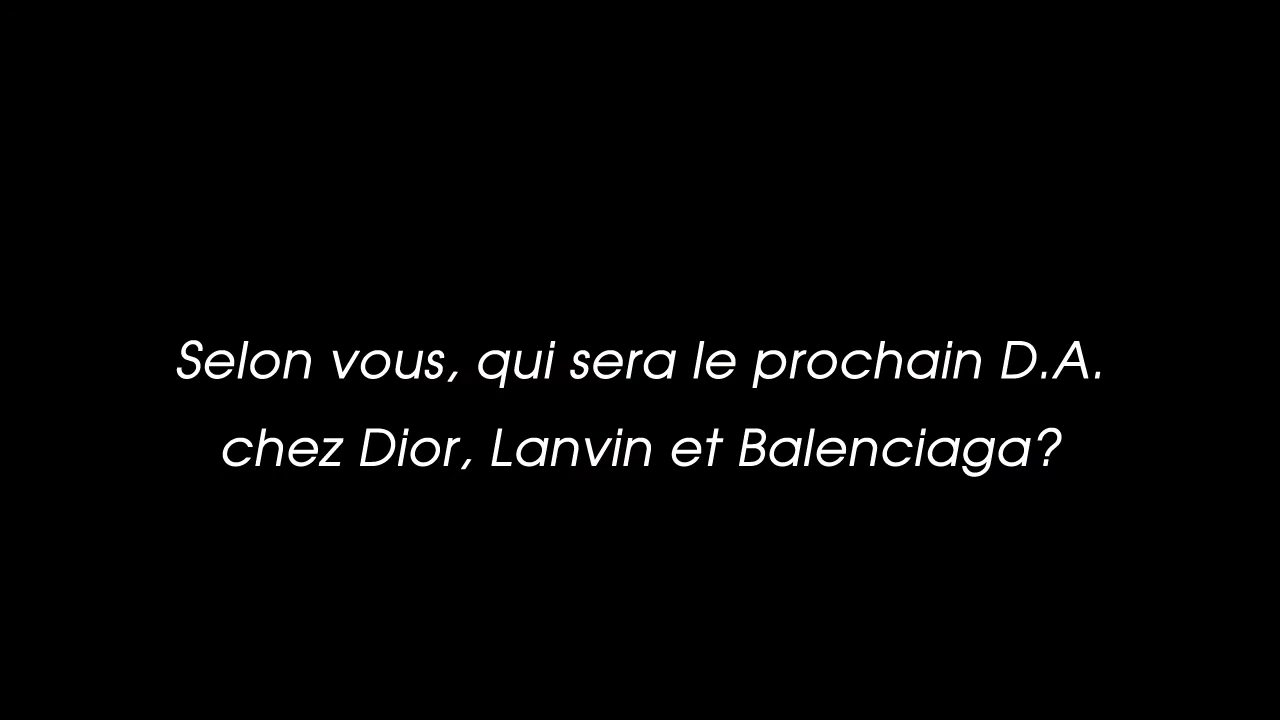 Selon vous, qui sera le prochain D.A.
chez Dior, Lanvin et Balenciaga?